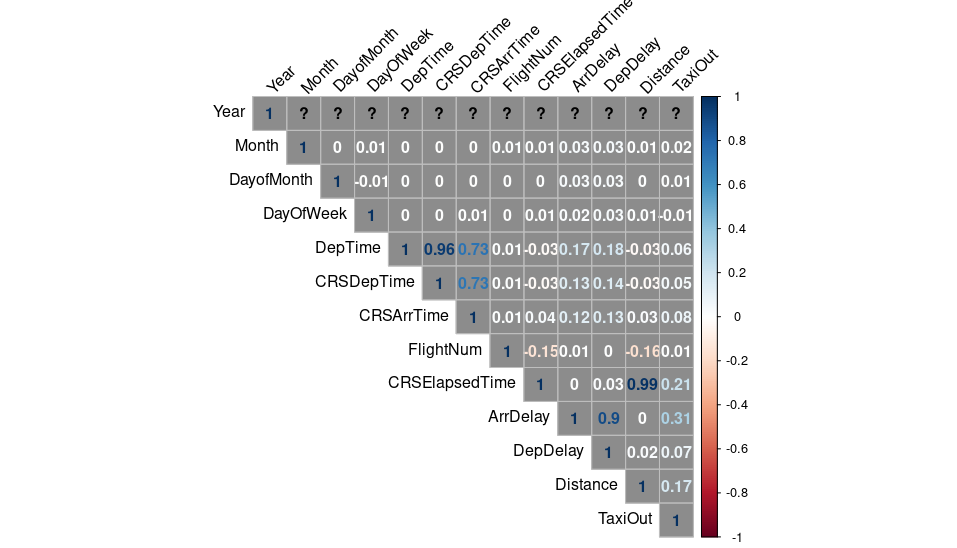 Year Month DayofMonth DayOfWeek DepTime CRSDepTime CRSArrTime FlightNum CRSElapsedTime ArrDelay DepDelay Distance TaxiOut
Year 1 ? ? ? ? ? ? ? ? ? ? ? ? 1
Month 1 0 0.01 0 0 0 0.01 0.01 0.03 0.03 0.01 0.02 0.8
DayofMonth 1 -0.01 0 0 0 0 0 0.03 0.03 0 0.01 0.6
DayOfWeek 1 0 0 0.01 0 0.01 0.02 0.03 0.01 -0.01 0.4
DepTime 1 0.96 0.73 0.01 -0.03 0.17 0.18 -0.03 0.06 0.2
CRSDepTime 1 0.73 0.01 -0.03 0.13 0.14 -0.03 0.05
CRSArrTime 1 0.01 0.04 0.12 0.13 0.03 0.08 0
FlightNum 1 -0.15 0.01 0 -0.16 0.01 -0.2
CRSElapsedTime 1 0 0.03 0.99 0.21
ArrDelay 1 0.9 0 0.31 -0.4
DepDelay 1 0.02 0.07 -0.6
Distance 1 0.17 -0.8
TaxiOut 1 -1